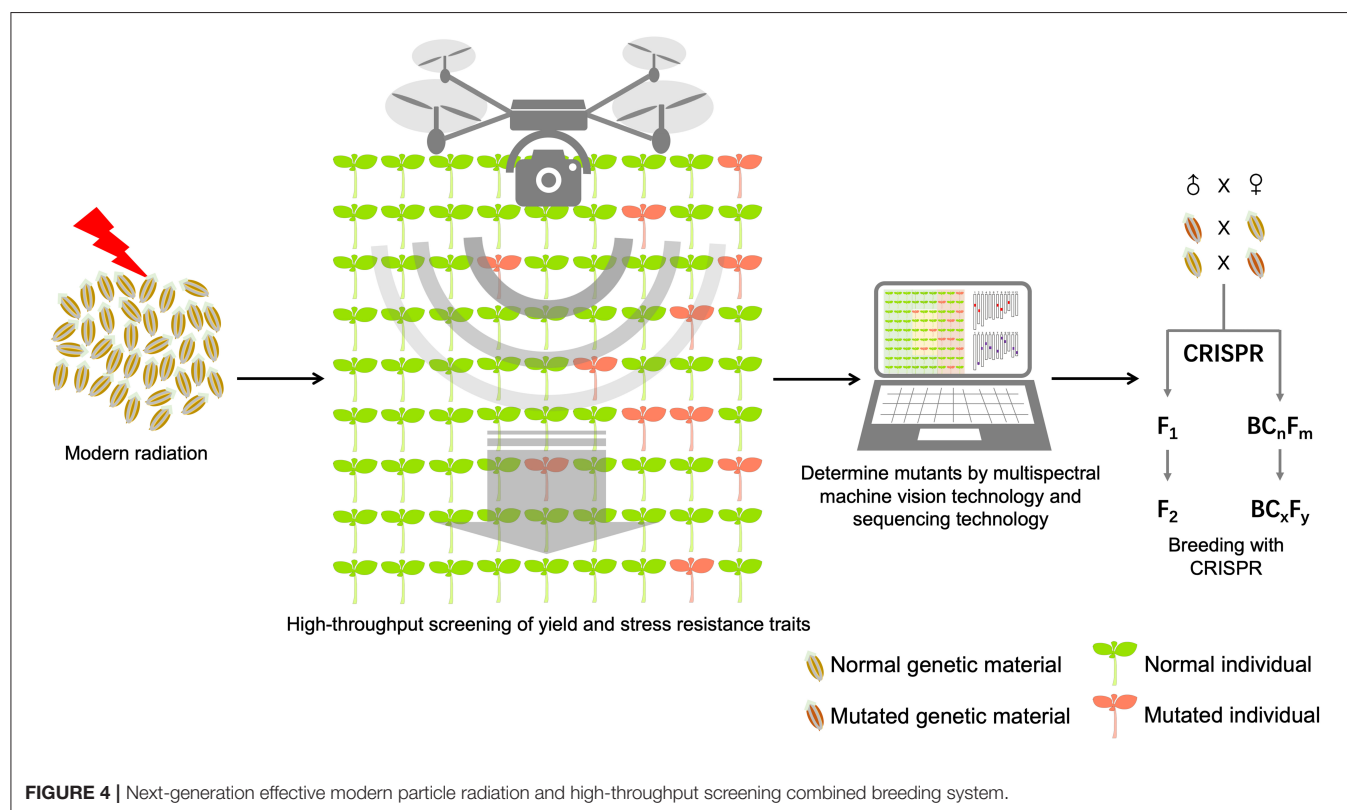 Modern radiation
High-throughput screening of yield and stress resistance traits
Determine mutants by multispectral
machine vision technology and
sequencing technology
♂ X ♀
X
X
CRISPR
F₁ BCₙFₘ
F₂ BCₓFᵧ
Breeding with
CRISPR
Normal genetic material
Normal individual
Mutated genetic material
Mutated individual
FIGURE 4 | Next-generation effective modern particle radiation and high-throughput screening combined breeding system.